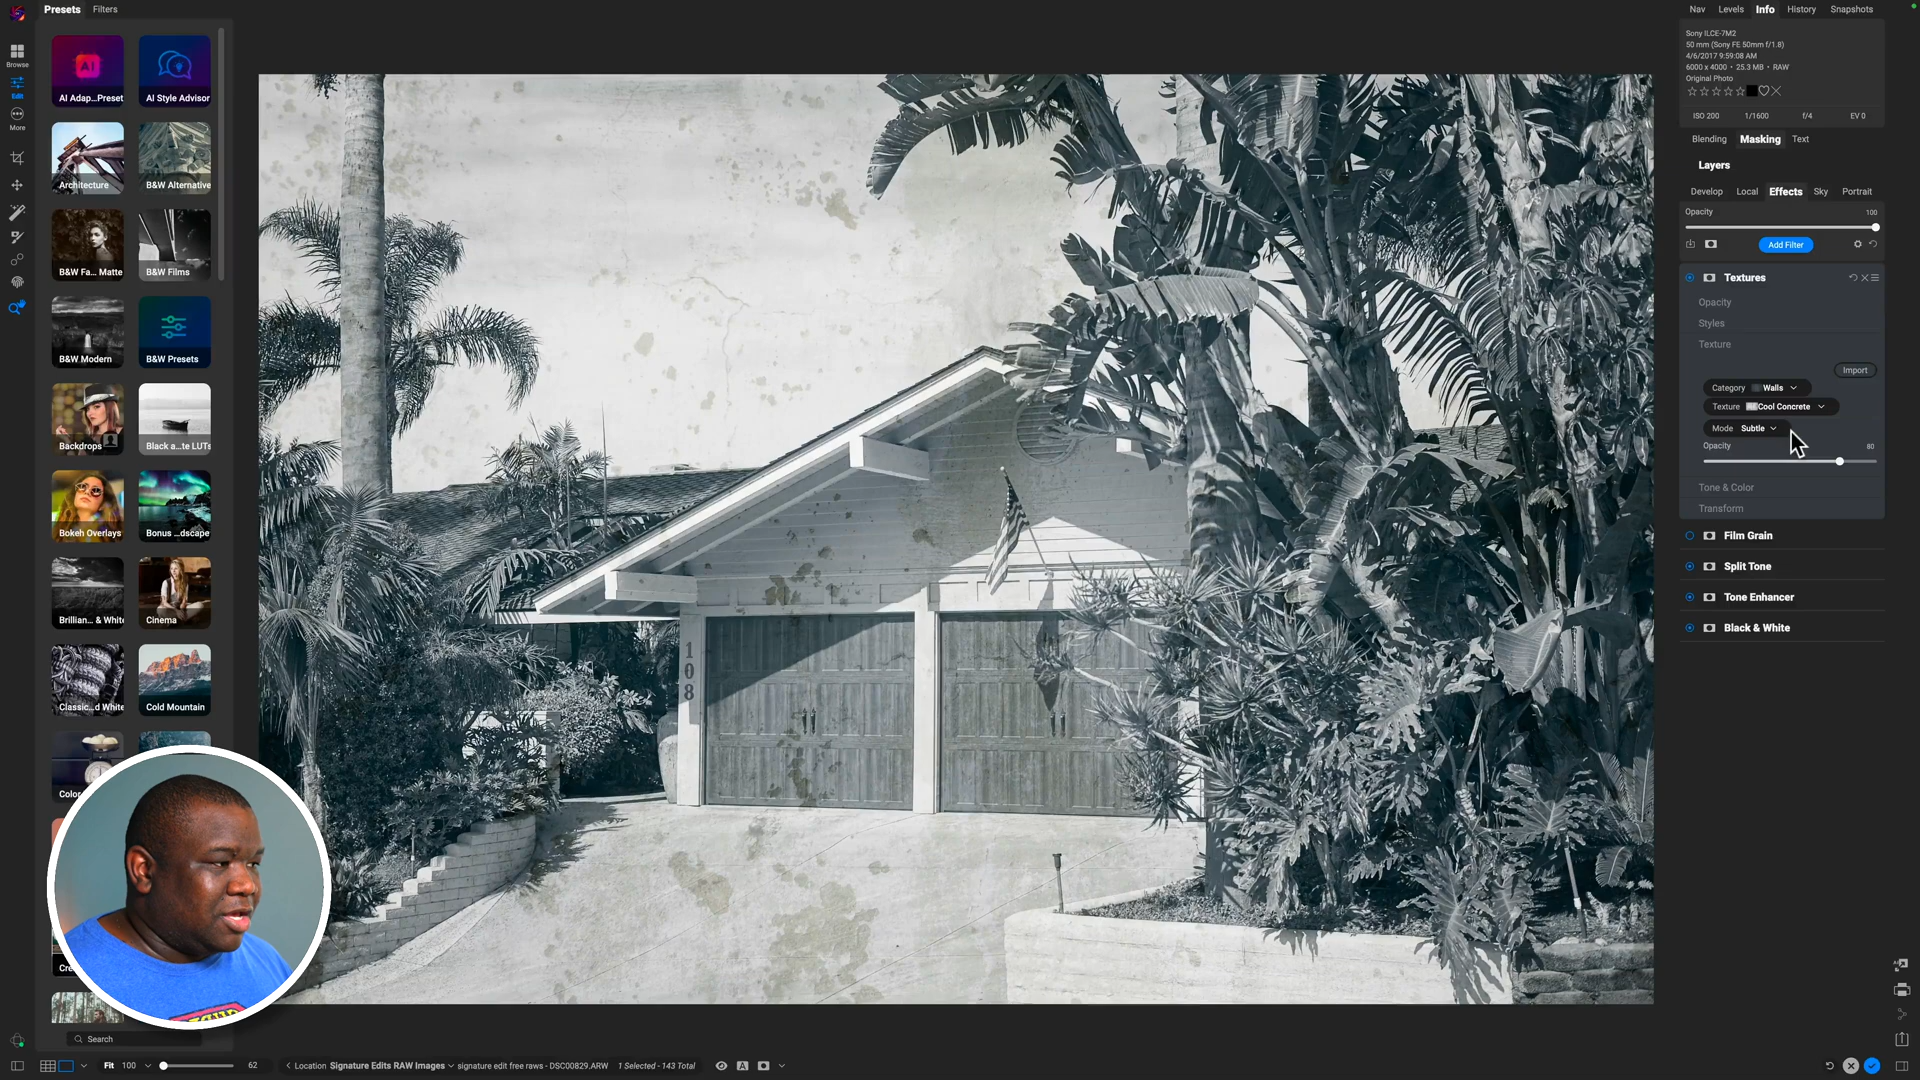 Presets Filters
Nav Levels Info History Snapshots
Browse
Edit
More
AI Adap...Preset
AI Style Advisor
Architecture
B&W Alternative
B&W Fa... Matte
B&W Films
B&W Modern
B&W Presets
Backdrops
Black a...te LUTs
Bokeh Overlays
Bonus ...dscape
Brillian... & White
Cinema
Classic...d White
Cold Mountain
Color
Cre
Search
108
Sony ILCE-7M2
50 mm (Sony FE 50mm f/1.8)
4/6/2017 9:59:08 AM
6000 x 4000 • 25.3 MB • RAW
Original Photo
ISO 200 1/1600 f/4 EV 0
Blending Masking Text
Layers
Develop Local Effects Sky Portrait
Opacity 100
Add Filter
Textures
Opacity
Styles
Texture
Import
Category Walls
Texture Cool Concrete
Mode Subtle
Opacity 80
Tone & Color
Transform
Film Grain
Split Tone
Tone Enhancer
Black & White
Fit 100 62 Location Signature Edits RAW Images signature edit free raws - DSC00829.ARW 1 Selected - 143 Total A